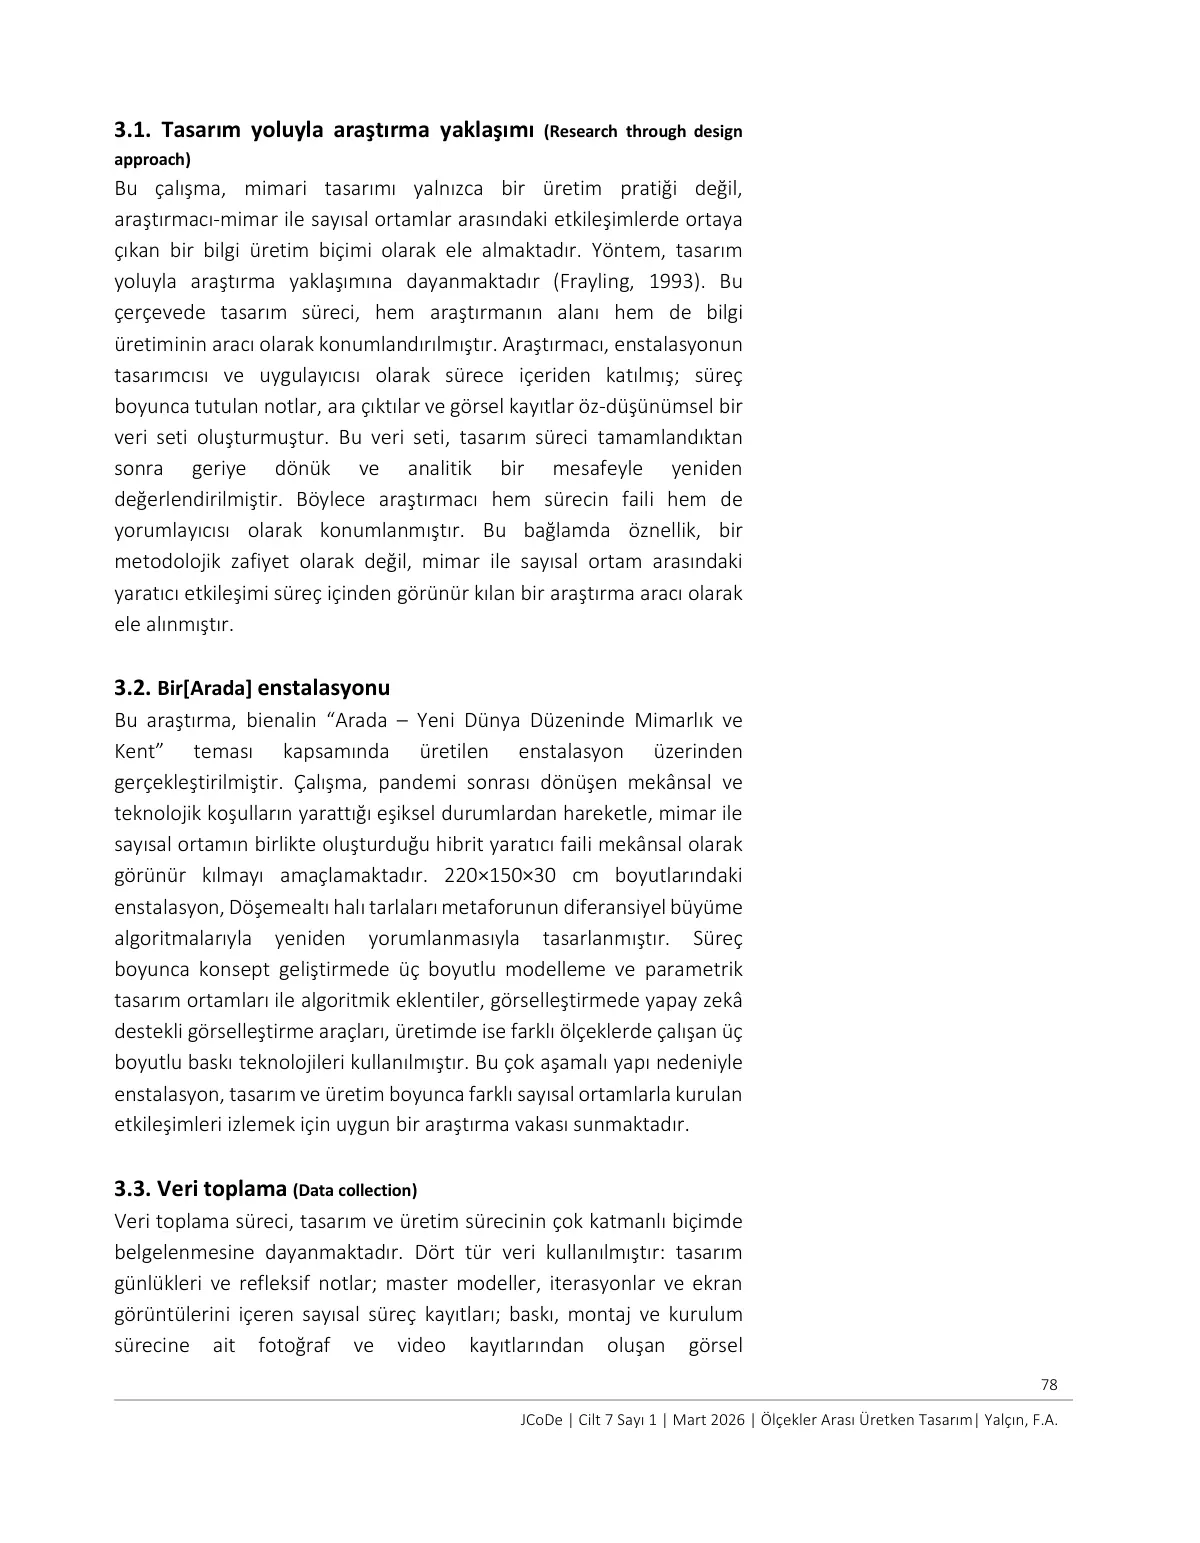 3.1. Tasarım yoluyla araştırma yaklaşımı (Research through design
approach)
Bu çalışma, mimari tasarımı yalnızca bir üretim pratiği değil,
araştırmacı-mimar ile sayısal ortamlar arasındaki etkileşimlerde ortaya
çıkan bir bilgi üretim biçimi olarak ele almaktadır. Yöntem, tasarım
yoluyla araştırma yaklaşımına dayanmaktadır (Frayling, 1993). Bu
çerçevede tasarım süreci, hem araştırmanın alanı hem de bilgi
üretiminin aracı olarak konumlandırılmıştır. Araştırmacı, enstalasyonun
tasarımcısı ve uygulayıcısı olarak sürece içeriden katılmış; süreç
boyunca tutulan notlar, ara çıktılar ve görsel kayıtlar öz-düşünümsel bir
veri seti oluşturmuştur. Bu veri seti, tasarım süreci tamamlandıktan
sonra geriye dönük ve analitik bir mesafeyle yeniden
değerlendirilmiştir. Böylece araştırmacı hem sürecin faili hem de
yorumlayıcısı olarak konumlanmıştır. Bu bağlamda öznellik, bir
metodolojik zafiyet olarak değil, mimar ile sayısal ortam arasındaki
yaratıcı etkileşimi süreç içinden görünür kılan bir araştırma aracı olarak
ele alınmıştır.
3.2. Bir[Arada] enstalasyonu
Bu araştırma, bienalin “Arada – Yeni Dünya Düzeninde Mimarlık ve
Kent” teması kapsamında üretilen enstalasyon üzerinden
gerçekleştirilmiştir. Çalışma, pandemi sonrası dönüşen mekânsal ve
teknolojik koşulların yarattığı eşiksel durumlardan hareketle, mimar ile
sayısal ortamın birlikte oluşturduğu hibrit yaratıcı faili mekânsal olarak
görünür kılmayı amaçlamaktadır. 220×150×30 cm boyutlarındaki
enstalasyon, Döşemealtı halı tarlaları metaforunun diferansiyel büyüme
algoritmalarıyla yeniden yorumlanmasıyla tasarlanmıştır. Süreç
boyunca konsept geliştirmede üç boyutlu modelleme ve parametrik
tasarım ortamları ile algoritmik eklentiler, görselleştirmede yapay zekâ
destekli görselleştirme araçları, üretimde ise farklı ölçeklerde çalışan üç
boyutlu baskı teknolojileri kullanılmıştır. Bu çok aşamalı yapı nedeniyle
enstalasyon, tasarım ve üretim boyunca farklı sayısal ortamlarla kurulan
etkileşimleri izlemek için uygun bir araştırma vakası sunmaktadır.
3.3. Veri toplama (Data collection)
Veri toplama süreci, tasarım ve üretim sürecinin çok katmanlı biçimde
belgelenmesine dayanmaktadır. Dört tür veri kullanılmıştır: tasarım
günlükleri ve refleksif notlar; master modeller, iterasyonlar ve ekran
görüntülerini içeren sayısal süreç kayıtları; baskı, montaj ve kurulum
sürecine ait fotoğraf ve video kayıtlarından oluşan görsel
78
JCoDe | Cilt 7 Sayı 1 | Mart 2026 | Ölçekler Arası Üretken Tasarım| Yalçın, F.A.